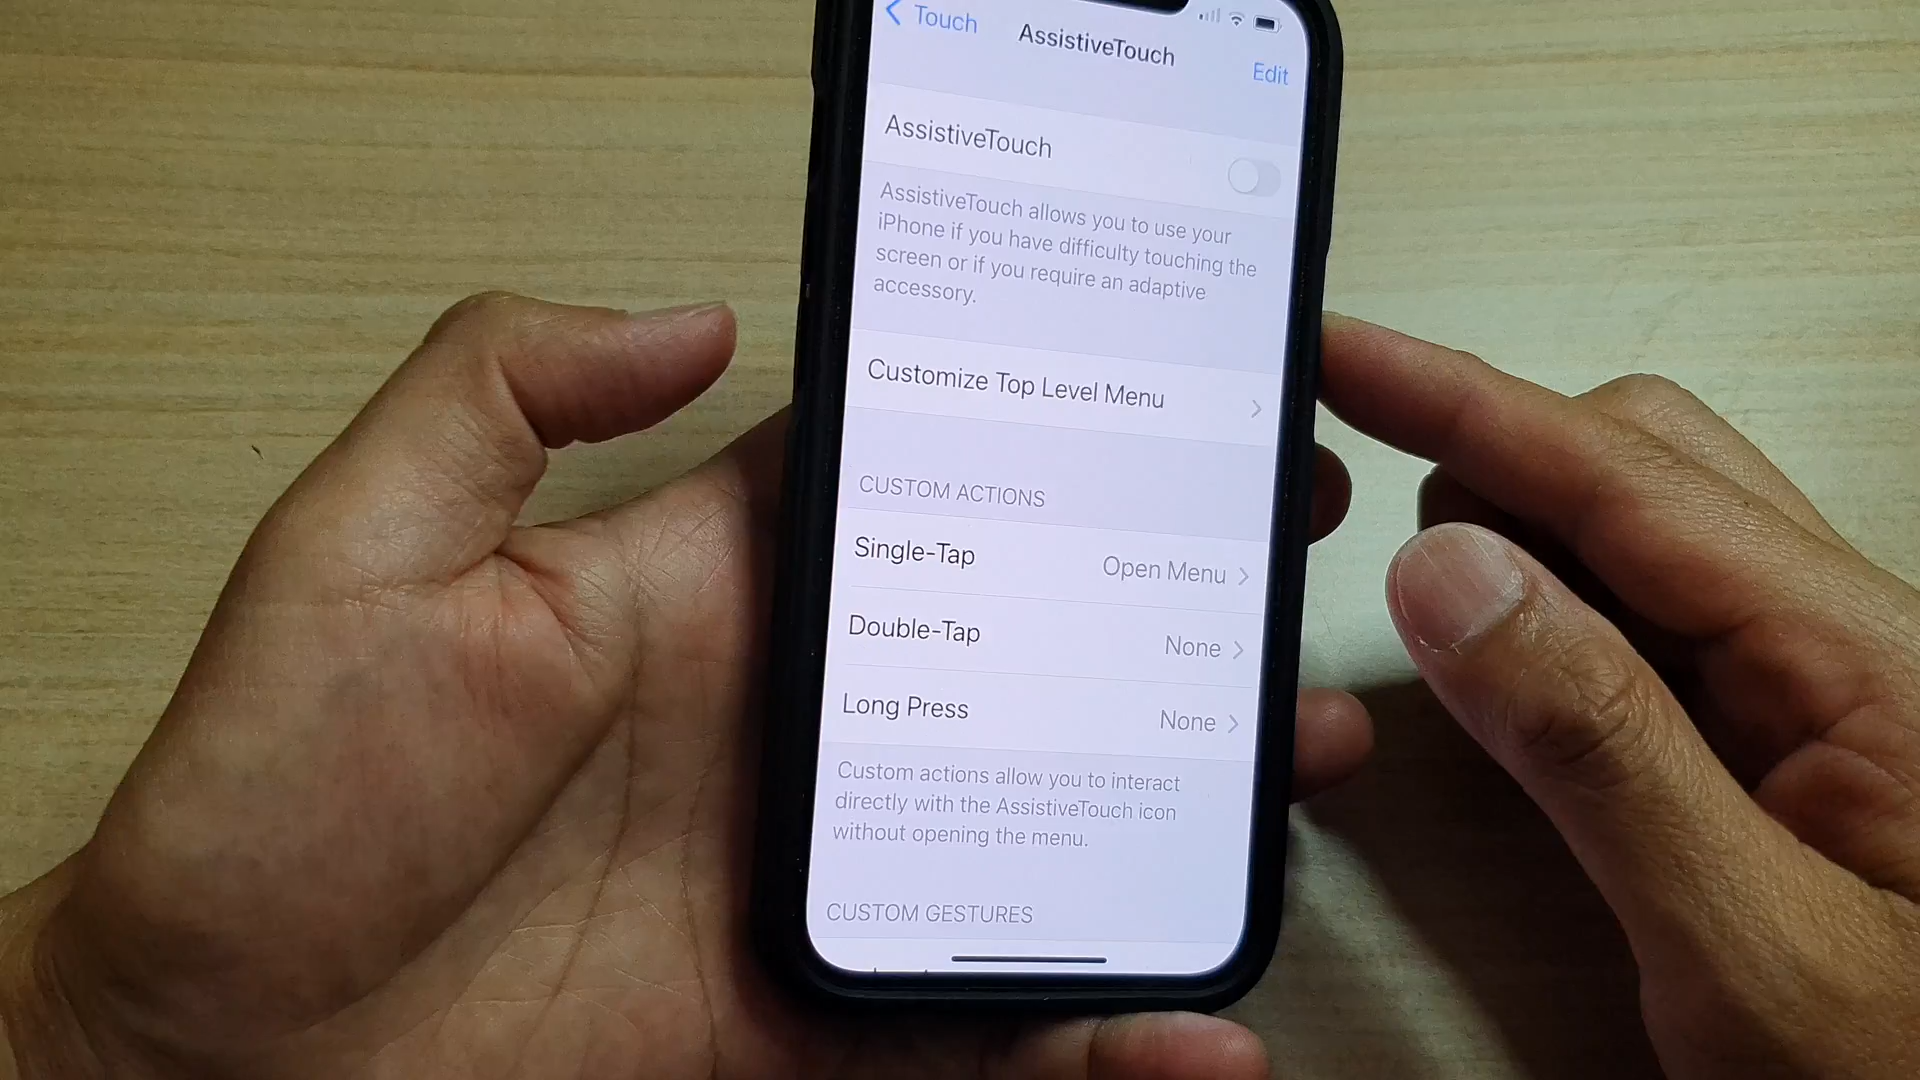 Touch
AssistiveTouch
Edit
AssistiveTouch
AssistiveTouch allows you to use your
iPhone if you have difficulty touching the
screen or if you require an adaptive
accessory.
Customize Top Level Menu
CUSTOM ACTIONS
Single-Tap Open Menu
Double-Tap None
Long Press None
Custom actions allow you to interact
directly with the AssistiveTouch icon
without opening the menu.
CUSTOM GESTURES